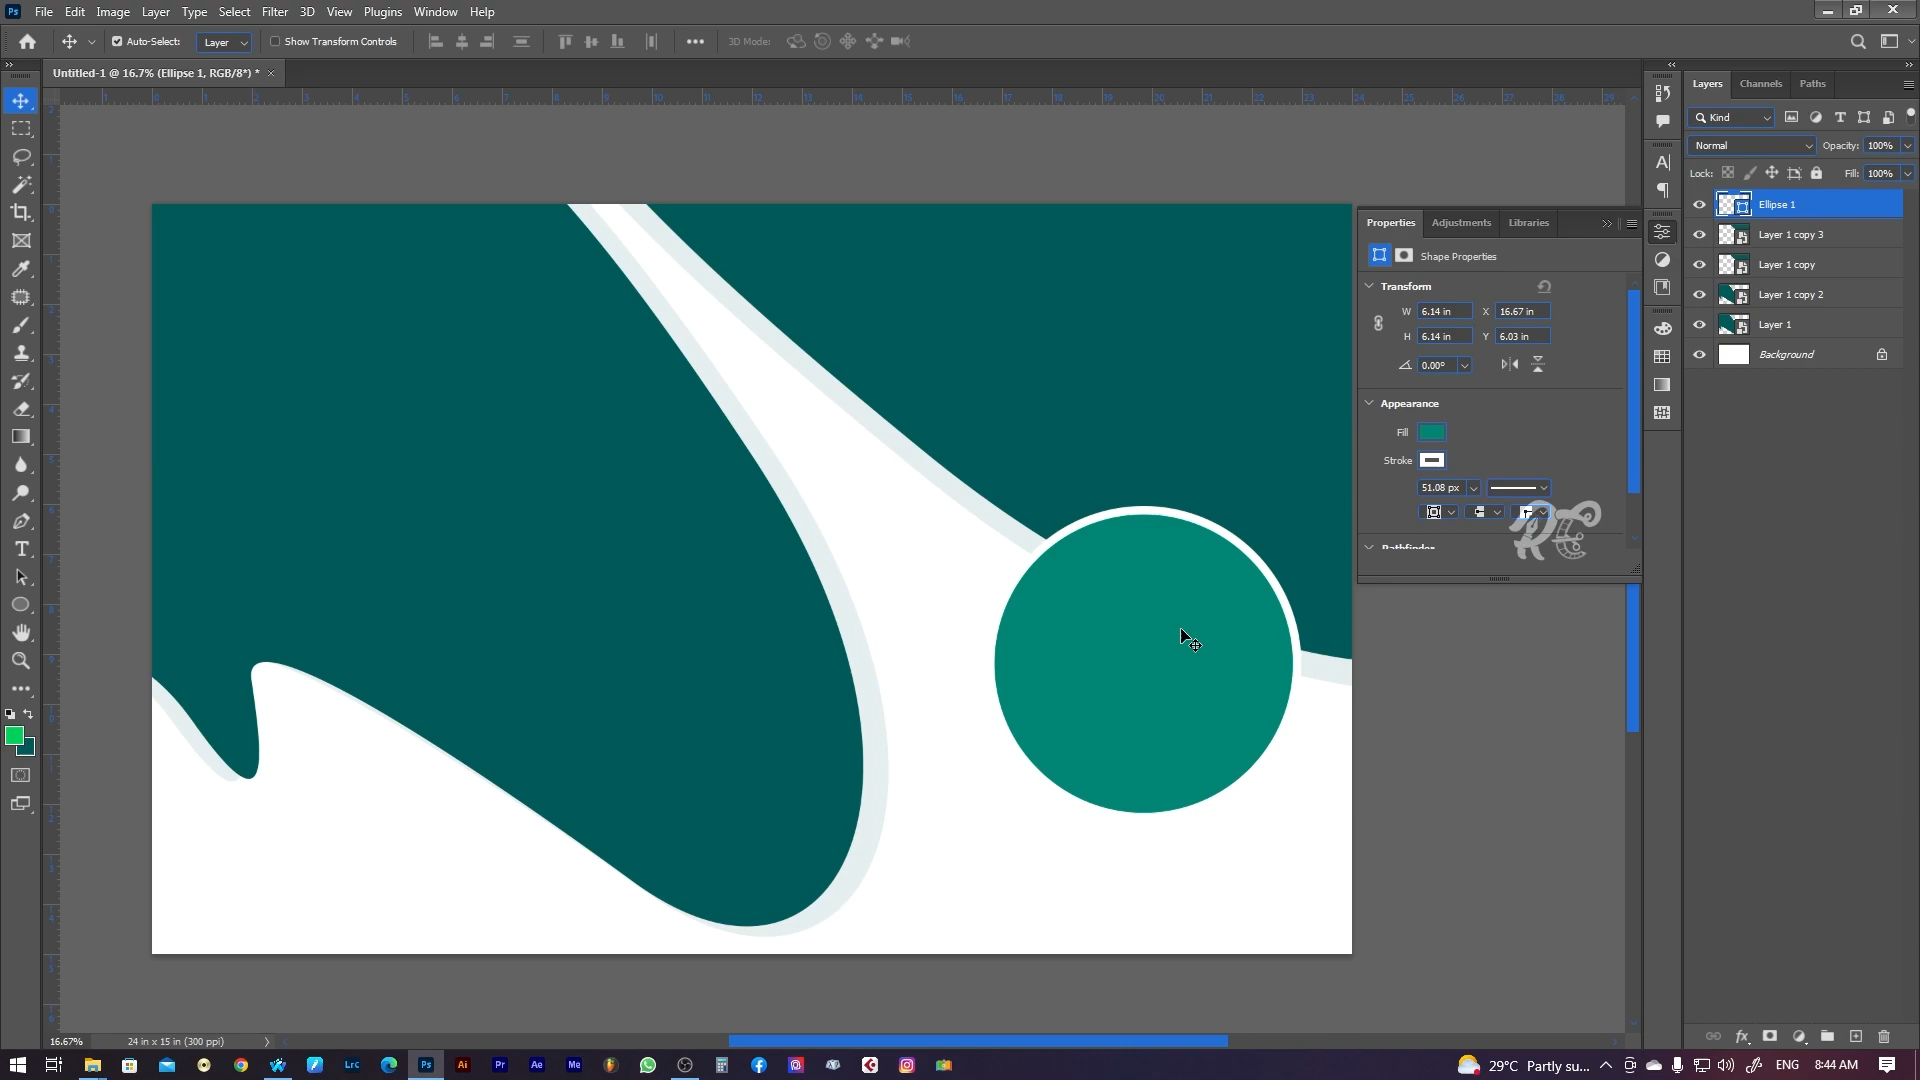 File Edit Image Layer Type Select Filter 3D View Plugins Window Help
Auto-Select: Layer Show Transform Controls 3D Mode:
Untitled-1 @ 16.7% (Ellipse 1, RGB/8*) *
Layers Channels Paths
Kind
Normal Opacity: 100%
Lock: Fill: 100%
Ellipse 1
Layer 1 copy 3
Layer 1 copy
Layer 1 copy 2
Layer 1
Background
Properties Adjustments Libraries
Shape Properties
Transform
W 6.14 in X 16.67 in
H 6.14 in Y 6.03 in
0.00°
Appearance
Fill
Stroke
51.08 px
Pathfinder
16.67% 24 in x 15 in (300 ppi)
29°C Partly su... ENG 8:44 AM